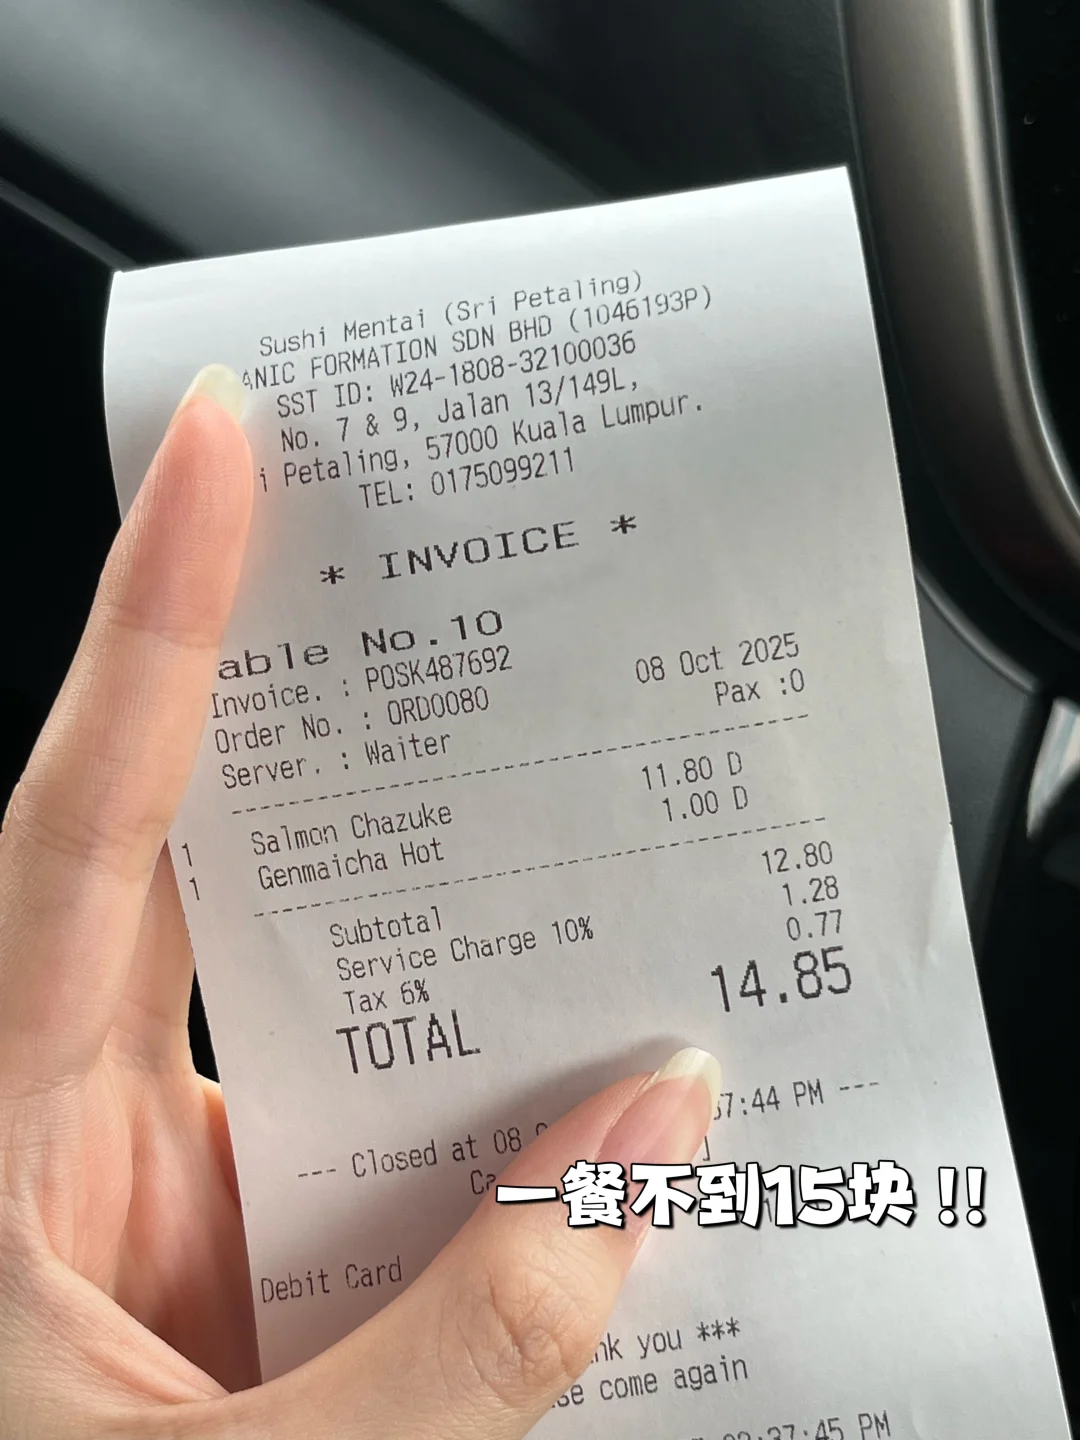 Sushi Mentai (Sri Petaling)
ANIC FORMATION SDN BHD (1046193P)
SST ID: W24-1808-32100036
No. 7 & 9, Jalan 13/149L,
i Petaling, 57000 Kuala Lumpur.
TEL: 0175099211
* INVOICE *
able No.10
Invoice. : POSK487692
08 Oct 2025
Order No. : ORD0080
Pax :0
Server. : Waiter
1 Salmon Chazuke 11.80 D
1 Genmaicha Hot 1.00 D
Subtotal 12.80
Service Charge 10% 1.28
Tax 6% 0.77
TOTAL 14.85
--- Closed at 08 37:44 PM ---
一餐不到15块 !!
Debit Card
nk you ***
se come again
:37:45 PM